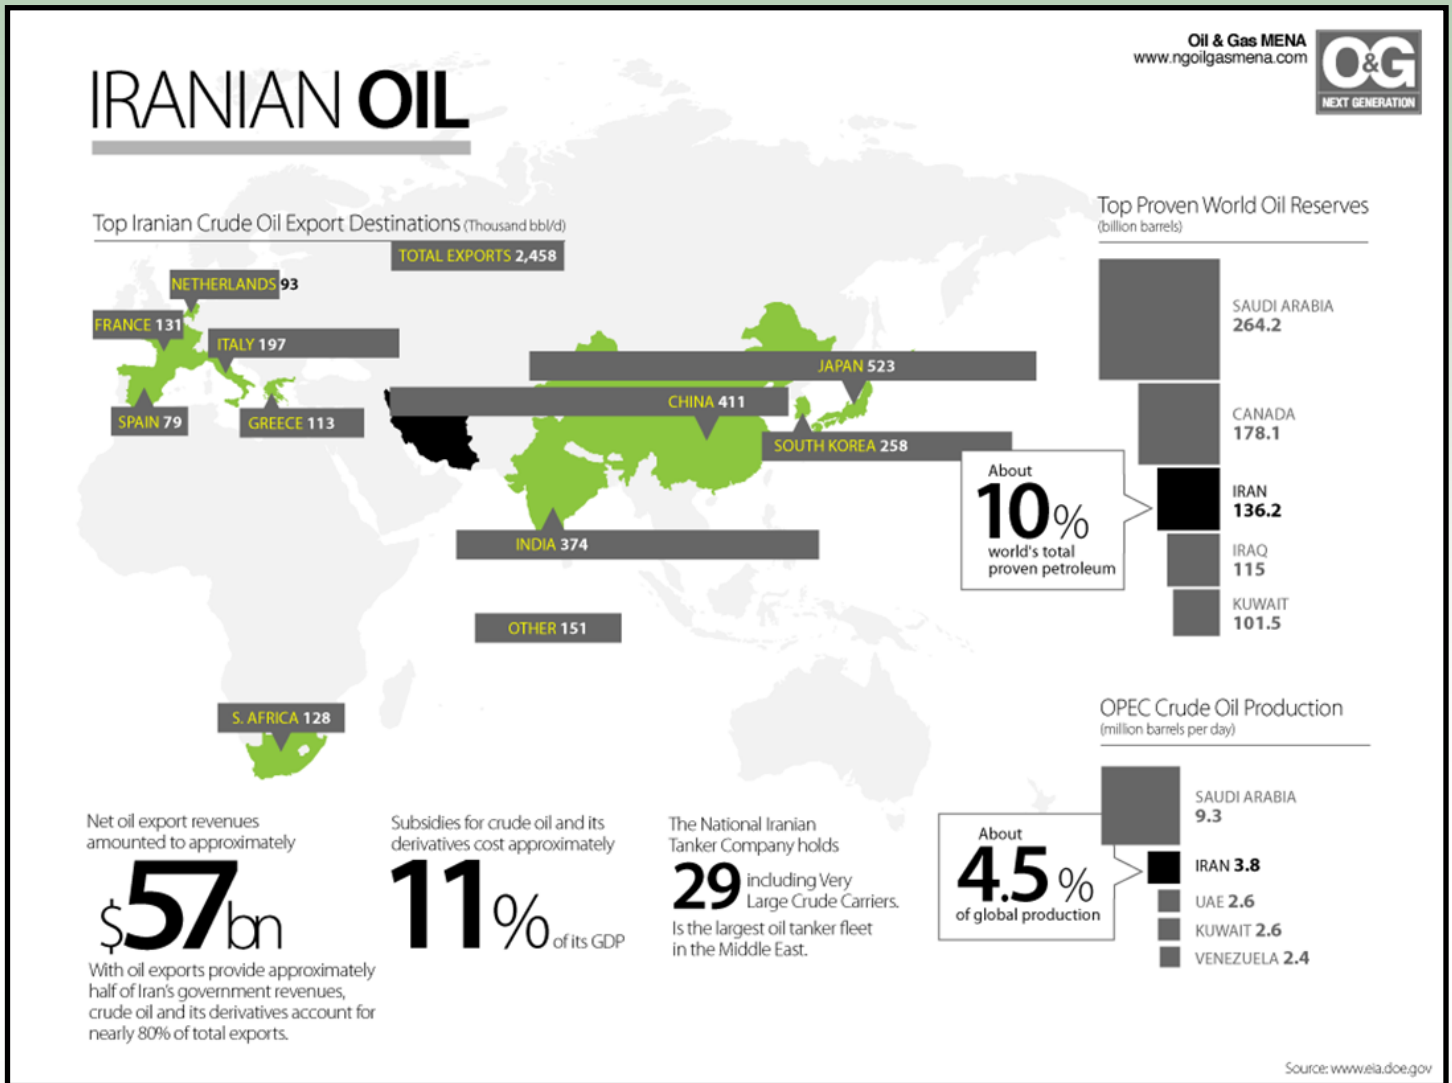 Oil & Gas MENA
www.ngoilgasmena.com
O&G
NEXT GENERATION
IRANIAN OIL
Top Iranian Crude Oil Export Destinations (Thousand bbl/d)
TOTAL EXPORTS 2,458
NETHERLANDS 93
FRANCE 131
ITALY 197
JAPAN 523
CHINA 411
SPAIN 79
GREECE 113
SOUTH KOREA 258
INDIA 374
OTHER 151
S. AFRICA 128
Top Proven World Oil Reserves
(billion barrels)
SAUDI ARABIA
264.2
CANADA
178.1
IRAN
136.2
IRAQ
115
KUWAIT
101.5
About
10%
world's total
proven petroleum
OPEC Crude Oil Production
(million barrels per day)
SAUDI ARABIA
9.3
IRAN 3.8
UAE 2.6
KUWAIT 2.6
VENEZUELA 2.4
About
4.5 %
of global production
Net oil export revenues
amounted to approximately
$57bn
With oil exports provide approximately
half of Iran's government revenues,
crude oil and its derivatives account for
nearly 80% of total exports.
Subsidies for crude oil and its
derivatives cost approximately
11% of its GDP
The National Iranian
Tanker Company holds
29 including Very
Large Crude Carriers.
Is the largest oil tanker fleet
in the Middle East.
Source: www.eia.doe.gov